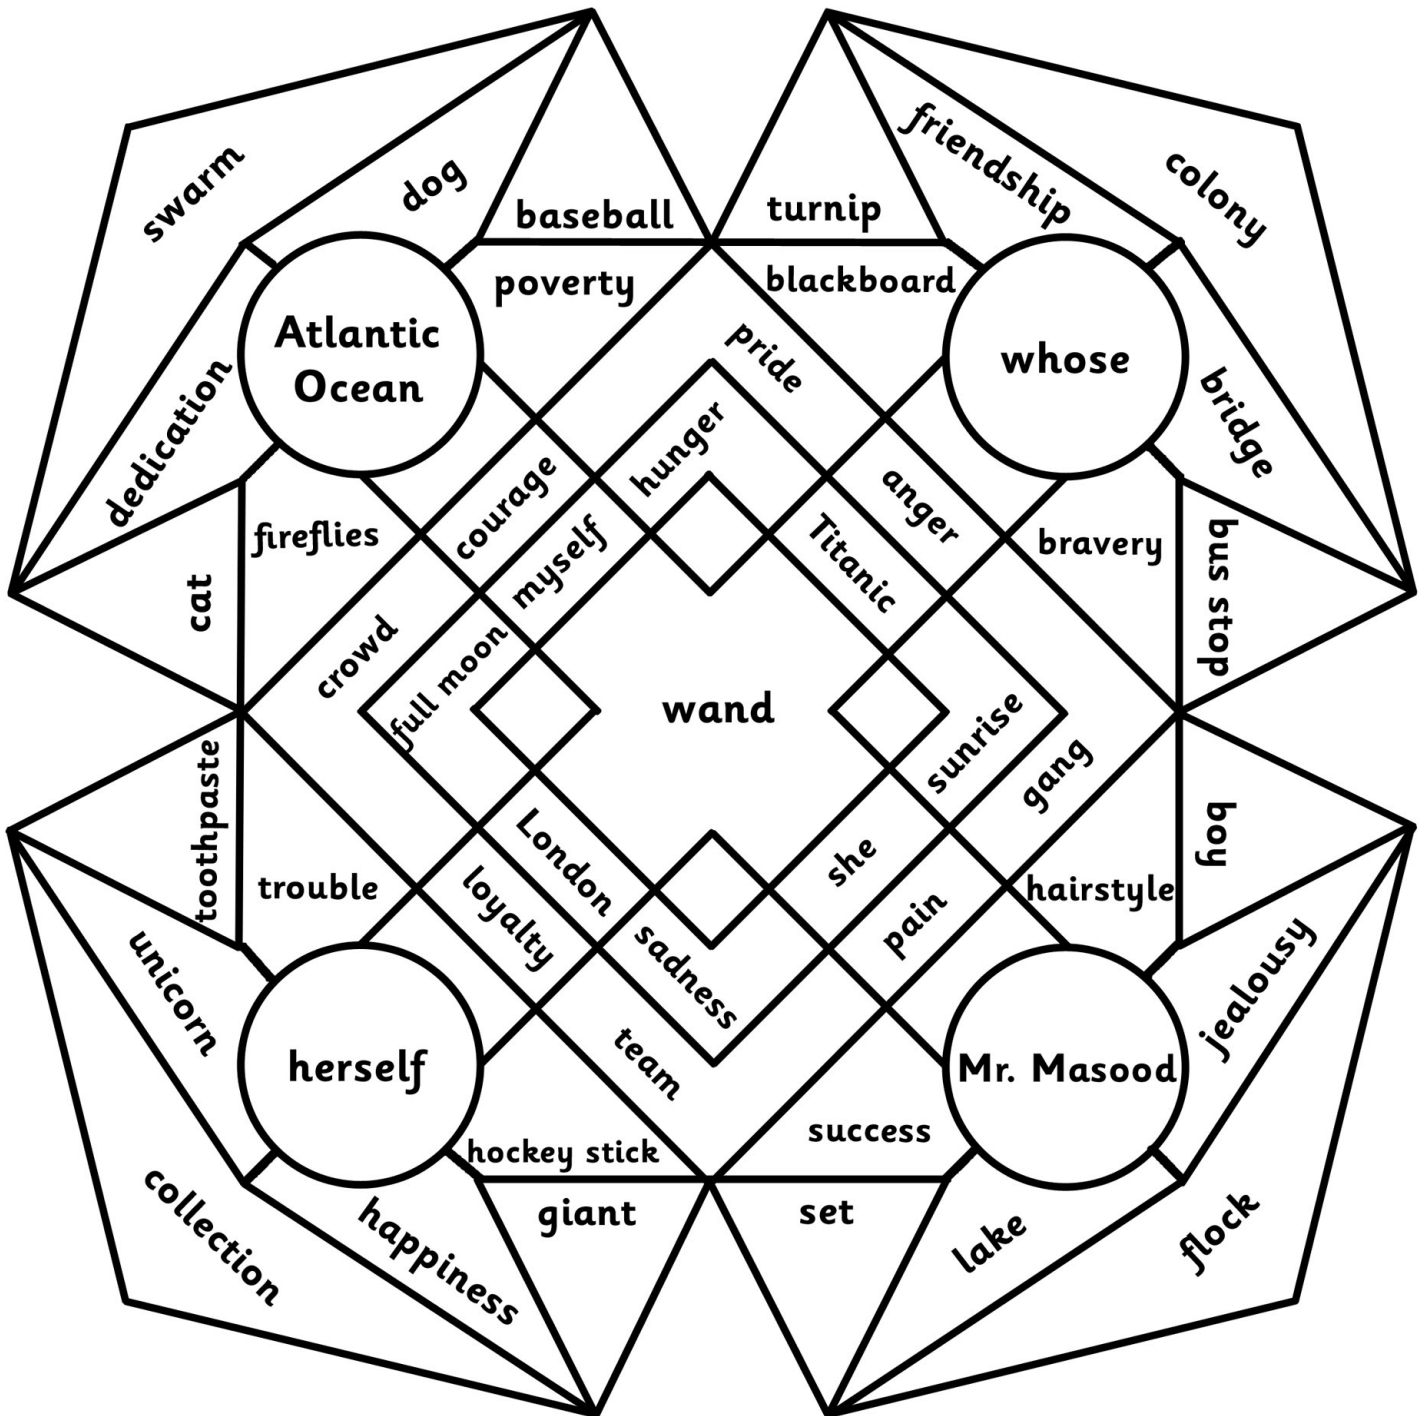 swarm
dog
baseball
turnip
friendship
colony
poverty
blackboard
Atlantic
Ocean
whose
pride
dedication
hunger
bridge
courage
anger
fireflies
myself
Titanic
bravery
bus stop
cat
crowd
full moon
wand
sunrise
gang
toothpaste
London
she
boy
trouble
loyalty
pain
hairstyle
unicorn
sadness
jealousy
herself
team
Mr. Masood
hockey stick
success
collection
happiness
giant
set
lake
flock